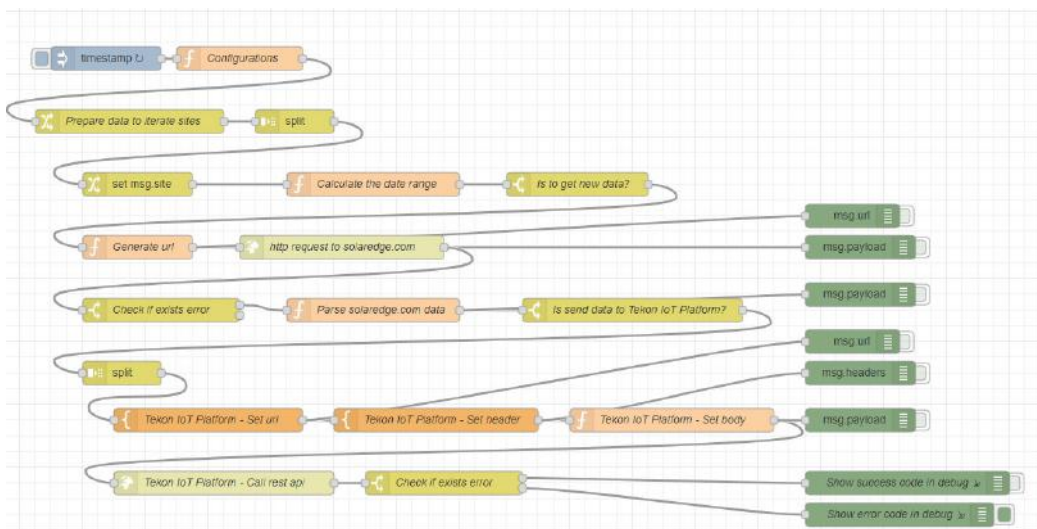 timestamp ↻
Configurations
Prepare data to iterate sites
split
set msg.site
Calculate the date range
Is to get new data?
msg.url
Generate url
http request to solaredge.com
msg.payload
msg.payload
Check if exists error
Parse solaredge.com data
Is send data to Tekon IoT Platform?
msg.url
split
msg.headers
Tekon IoT Platform - Set url
Tekon IoT Platform - Set header
Tekon IoT Platform - Set body
msg.payload
Tekon IoT Platform - Call rest api
Check if exists error
Show success code in debug
Show error code in debug